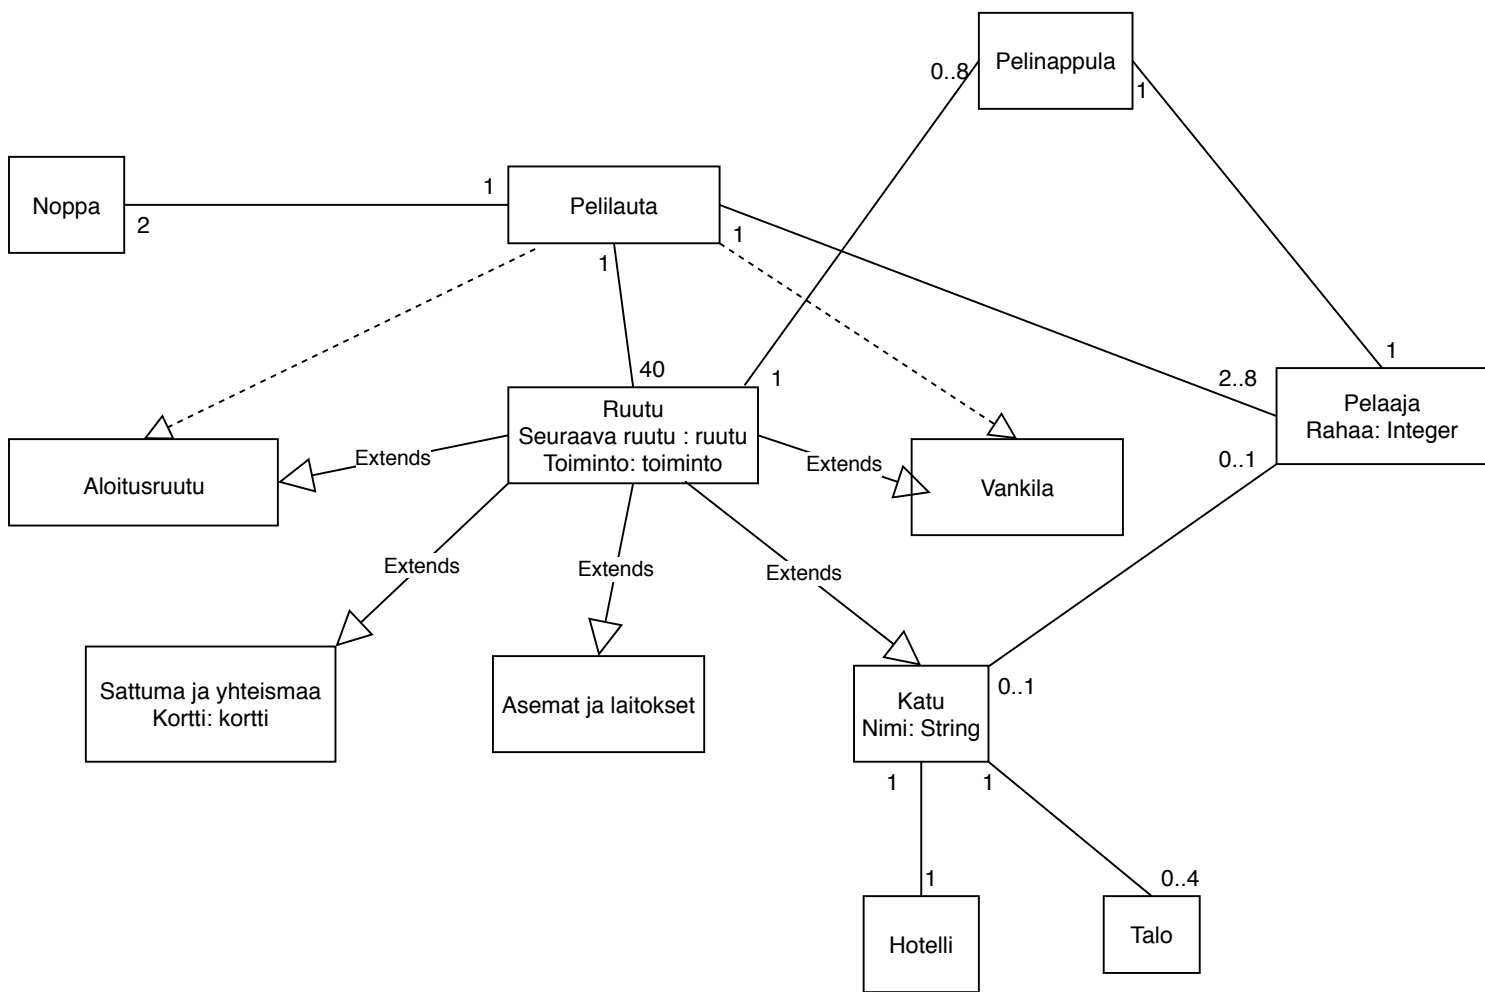 Pelinappula
0..8
1
Noppa
2
1
Pelilauta
1
1
40
1
2..8
1
Ruutu
Seuraava ruutu : ruutu
Toiminto: toiminto
Pelaaja
Rahaa: Integer
0..1
Extends
Extends
Aloitusruutu
Vankila
Extends
Extends
Extends
Sattuma ja yhteismaa
Kortti: kortti
Asemat ja laitokset
Katu
Nimi: String
0..1
1
1
1
0..4
Hotelli
Talo